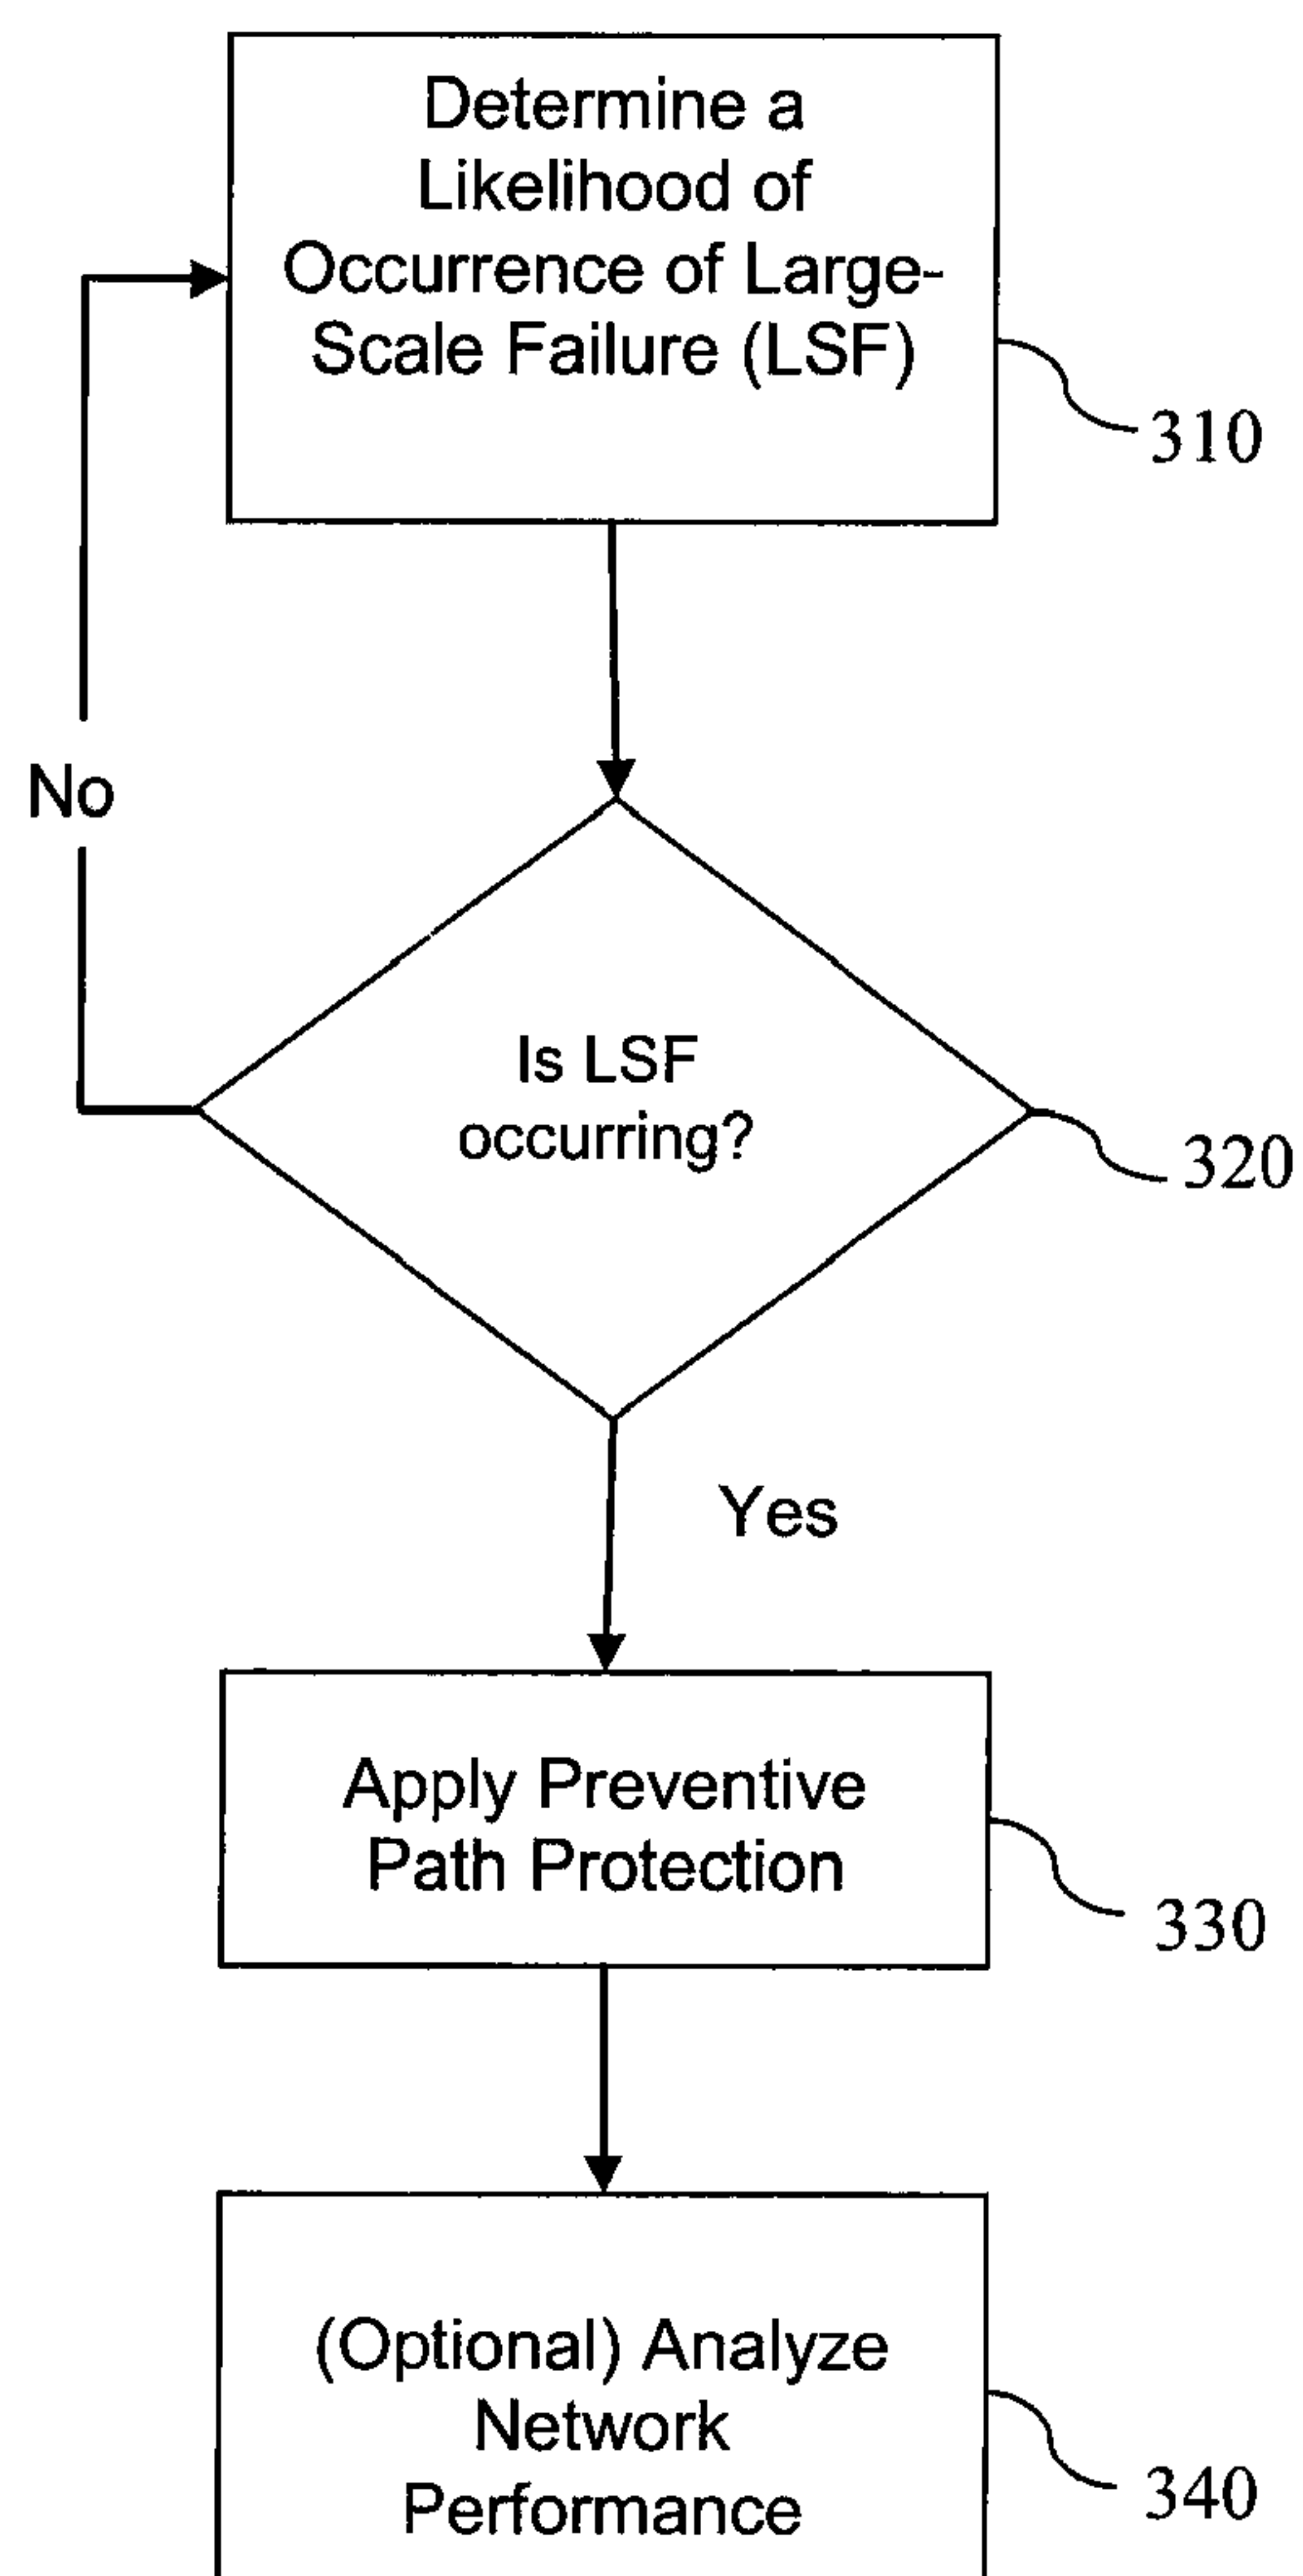 Determine a
Likelihood of
Occurrence of Large-
Scale Failure (LSF)
310
No
Is LSF
occurring?
320
Yes
Apply Preventive
Path Protection
330
(Optional) Analyze
Network
Performance
340